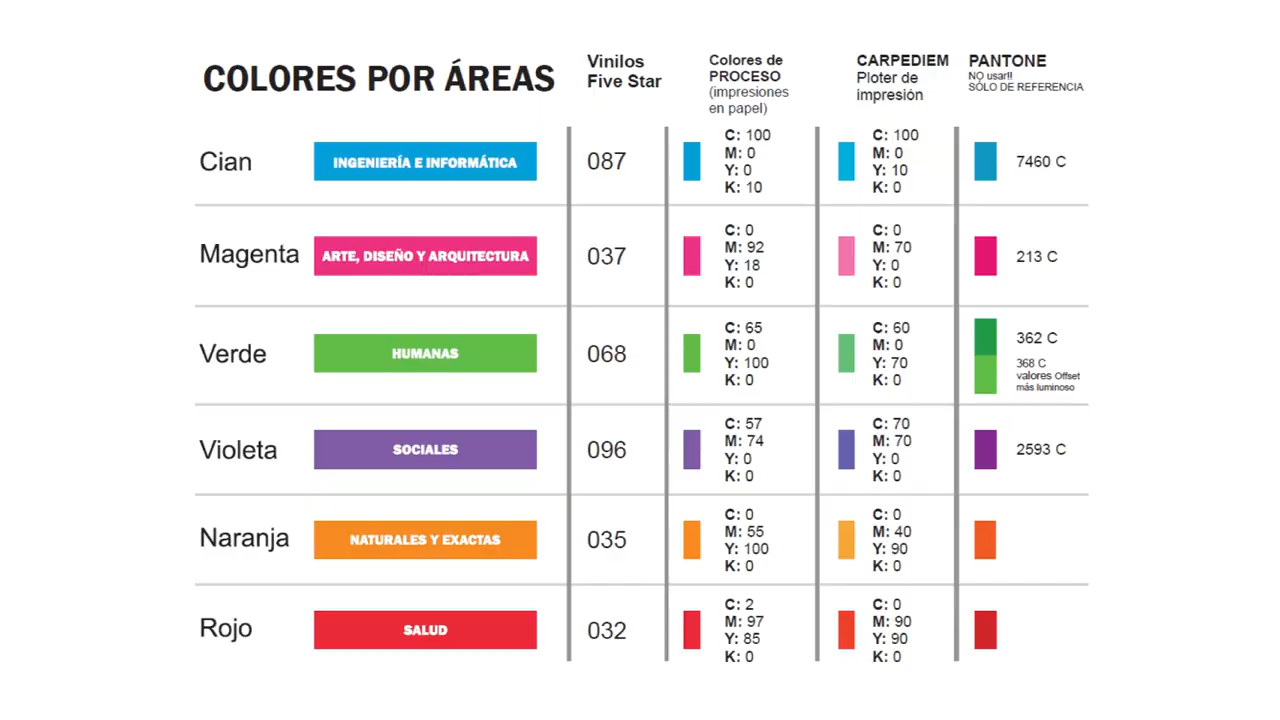 COLORES POR ÁREAS
Vinilos
Five Star
Colores de
PROCESO
(impresiones
en papel)
CARPEDIEM
Ploter de
impresión
PANTONE
NO usar!!
SÓLO DE REFERENCIA
Cian
INGENIERÍA E INFORMÁTICA
087
C: 100
M: 0
Y: 0
K: 10
C: 100
M: 0
Y: 10
K: 0
7460 C
Magenta
ARTE, DISEÑO Y ARQUITECTURA
037
C: 0
M: 92
Y: 18
K: 0
C: 0
M: 70
Y: 0
K: 0
213 C
Verde
HUMANAS
068
C: 65
M: 0
Y: 100
K: 0
C: 60
M: 0
Y: 70
K: 0
362 C
368 C
valores Offset
más luminoso
Violeta
SOCIALES
096
C: 57
M: 74
Y: 0
K: 0
C: 70
M: 70
Y: 0
K: 0
2593 C
Naranja
NATURALES Y EXACTAS
035
C: 0
M: 55
Y: 100
K: 0
C: 0
M: 40
Y: 90
K: 0
Rojo
SALUD
032
C: 2
M: 97
Y: 85
K: 0
C: 0
M: 90
Y: 90
K: 0